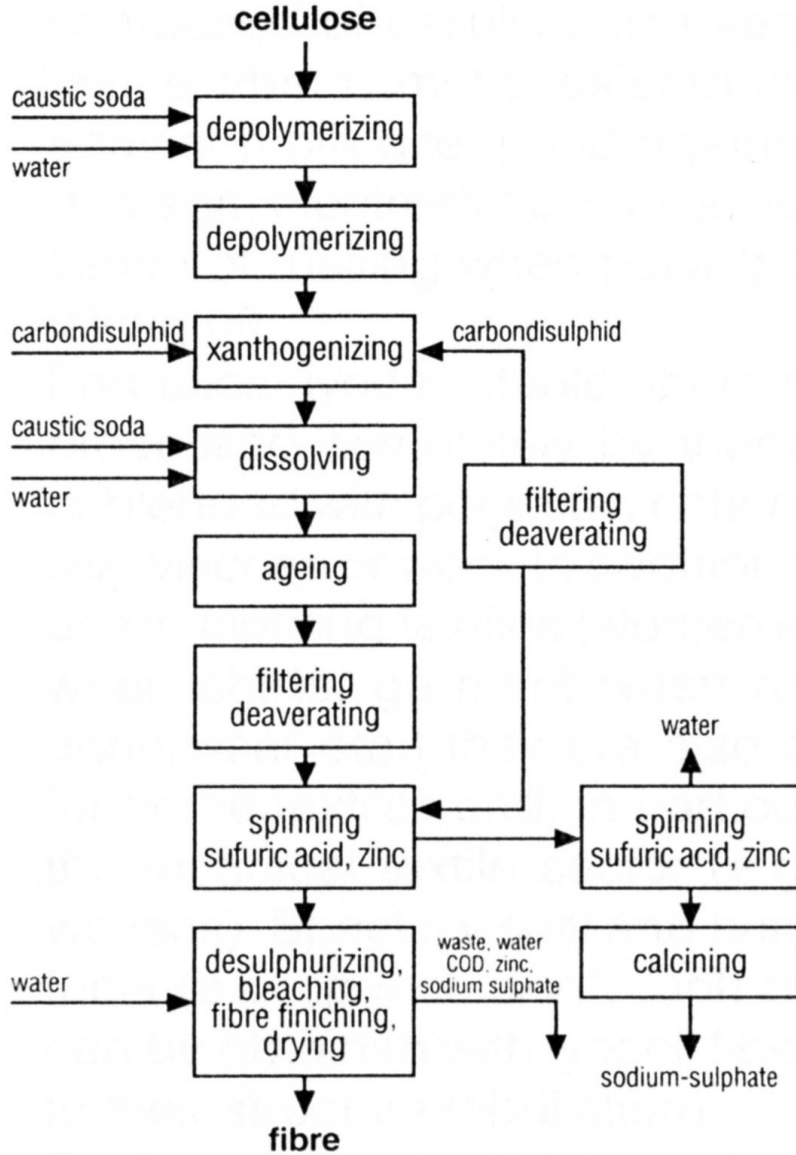 cellulose
caustic soda
water
depolymerizing
depolymerizing
carbondisulphid
xanthogenizing
carbondisulphid
caustic soda
water
dissolving
filtering
deaverating
ageing
filtering
deaverating
water
spinning
sufuric acid, zinc
spinning
sufuric acid, zinc
water
desulphurizing,
bleaching,
fibre finiching,
drying
waste, water
COD. zinc,
sodium sulphate
calcining
sodium-sulphate
fibre